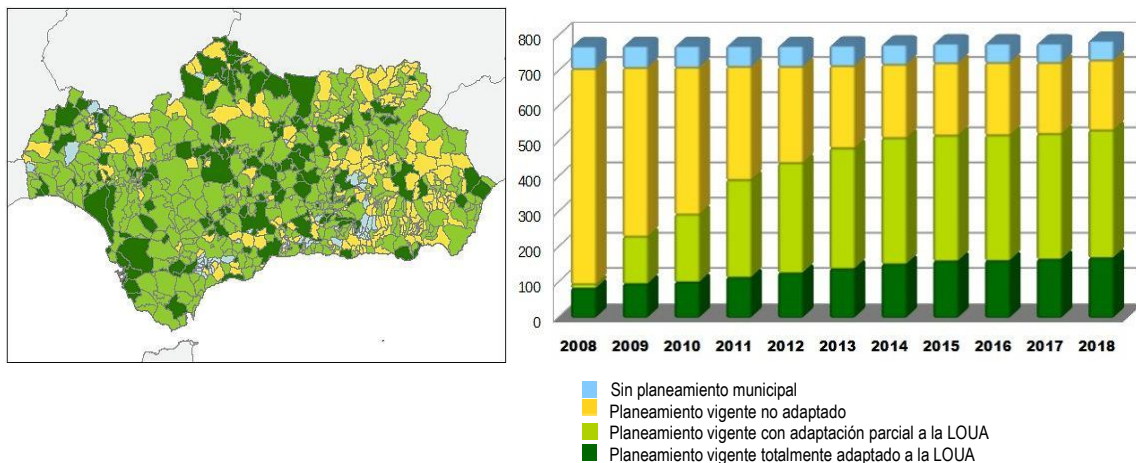 800
700
600
500
400
300
200
100
0
2008 2009 2010 2011 2012 2013 2014 2015 2016 2017 2018
Sin planeamiento municipal
Planeamiento vigente no adaptado
Planeamiento vigente con adaptación parcial a la LOUA
Planeamiento vigente totalmente adaptado a la LOUA